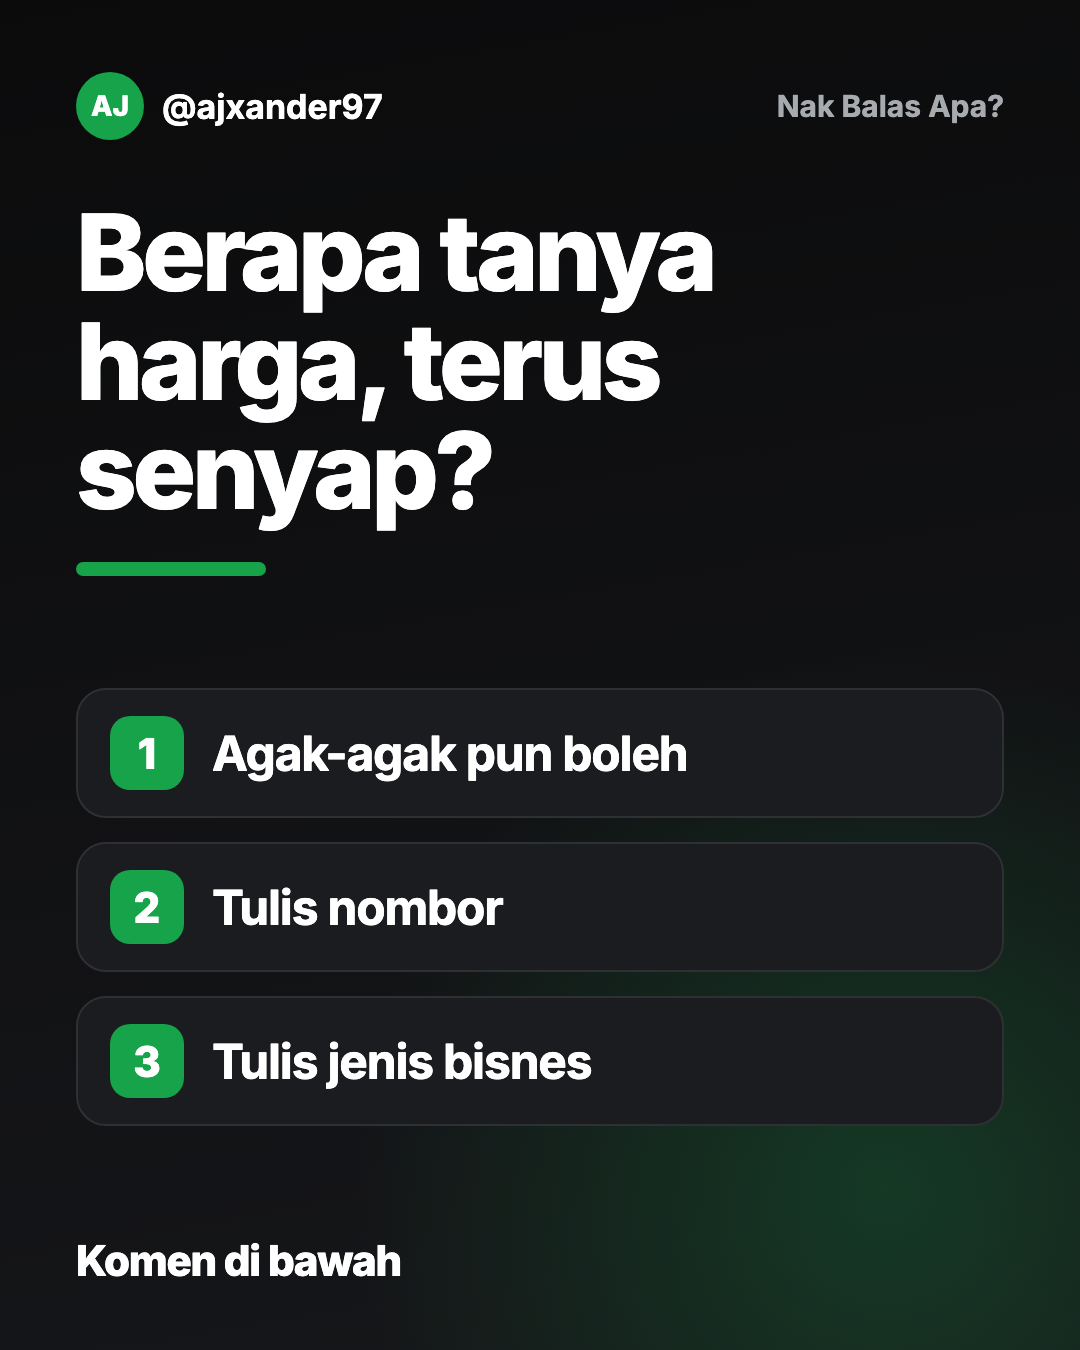 AJ @ajxander97
Nak Balas Apa?
Berapa tanya
harga, terus
senyap?
1 Agak-agak pun boleh
2 Tulis nombor
3 Tulis jenis bisnes
Komen di bawah